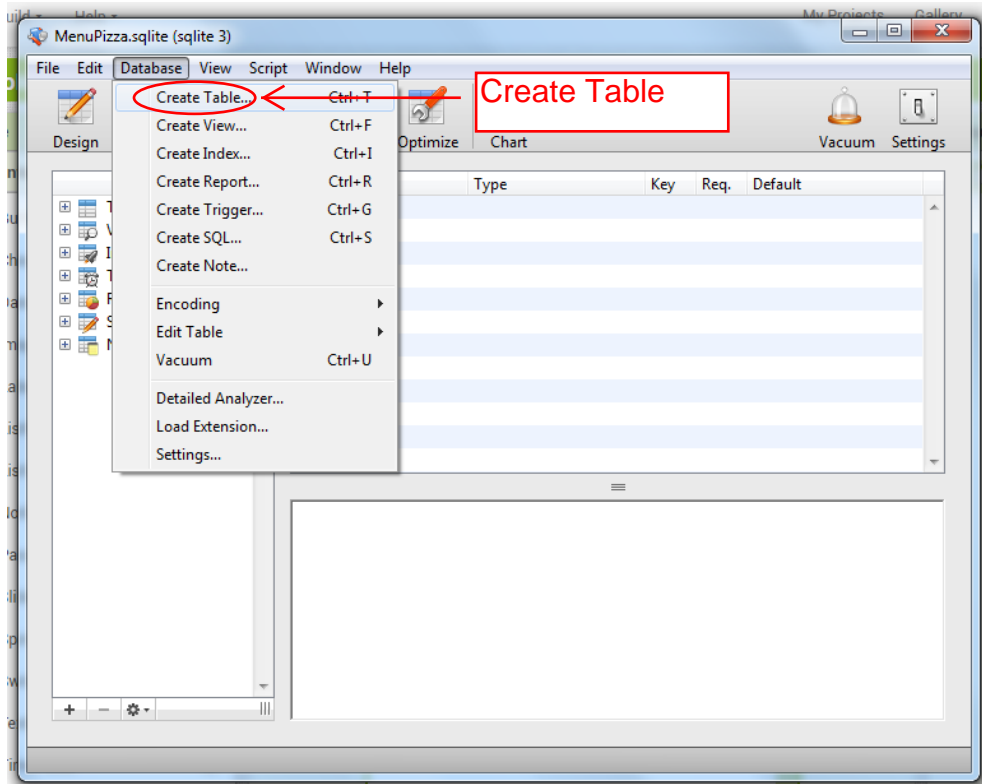 Help
My Projects Gallery
MenuPizza.sqlite (sqlite 3)
File Edit Database View Script Window Help
Create Table... Ctrl+T
Create Table
Create View... Ctrl+F
Create Index... Ctrl+I
Create Report... Ctrl+R
Create Trigger... Ctrl+G
Create SQL... Ctrl+S
Create Note...
Encoding
Edit Table
Vacuum Ctrl+U
Detailed Analyzer...
Load Extension...
Settings...
Design Optimize Chart Vacuum Settings
Type Key Req. Default